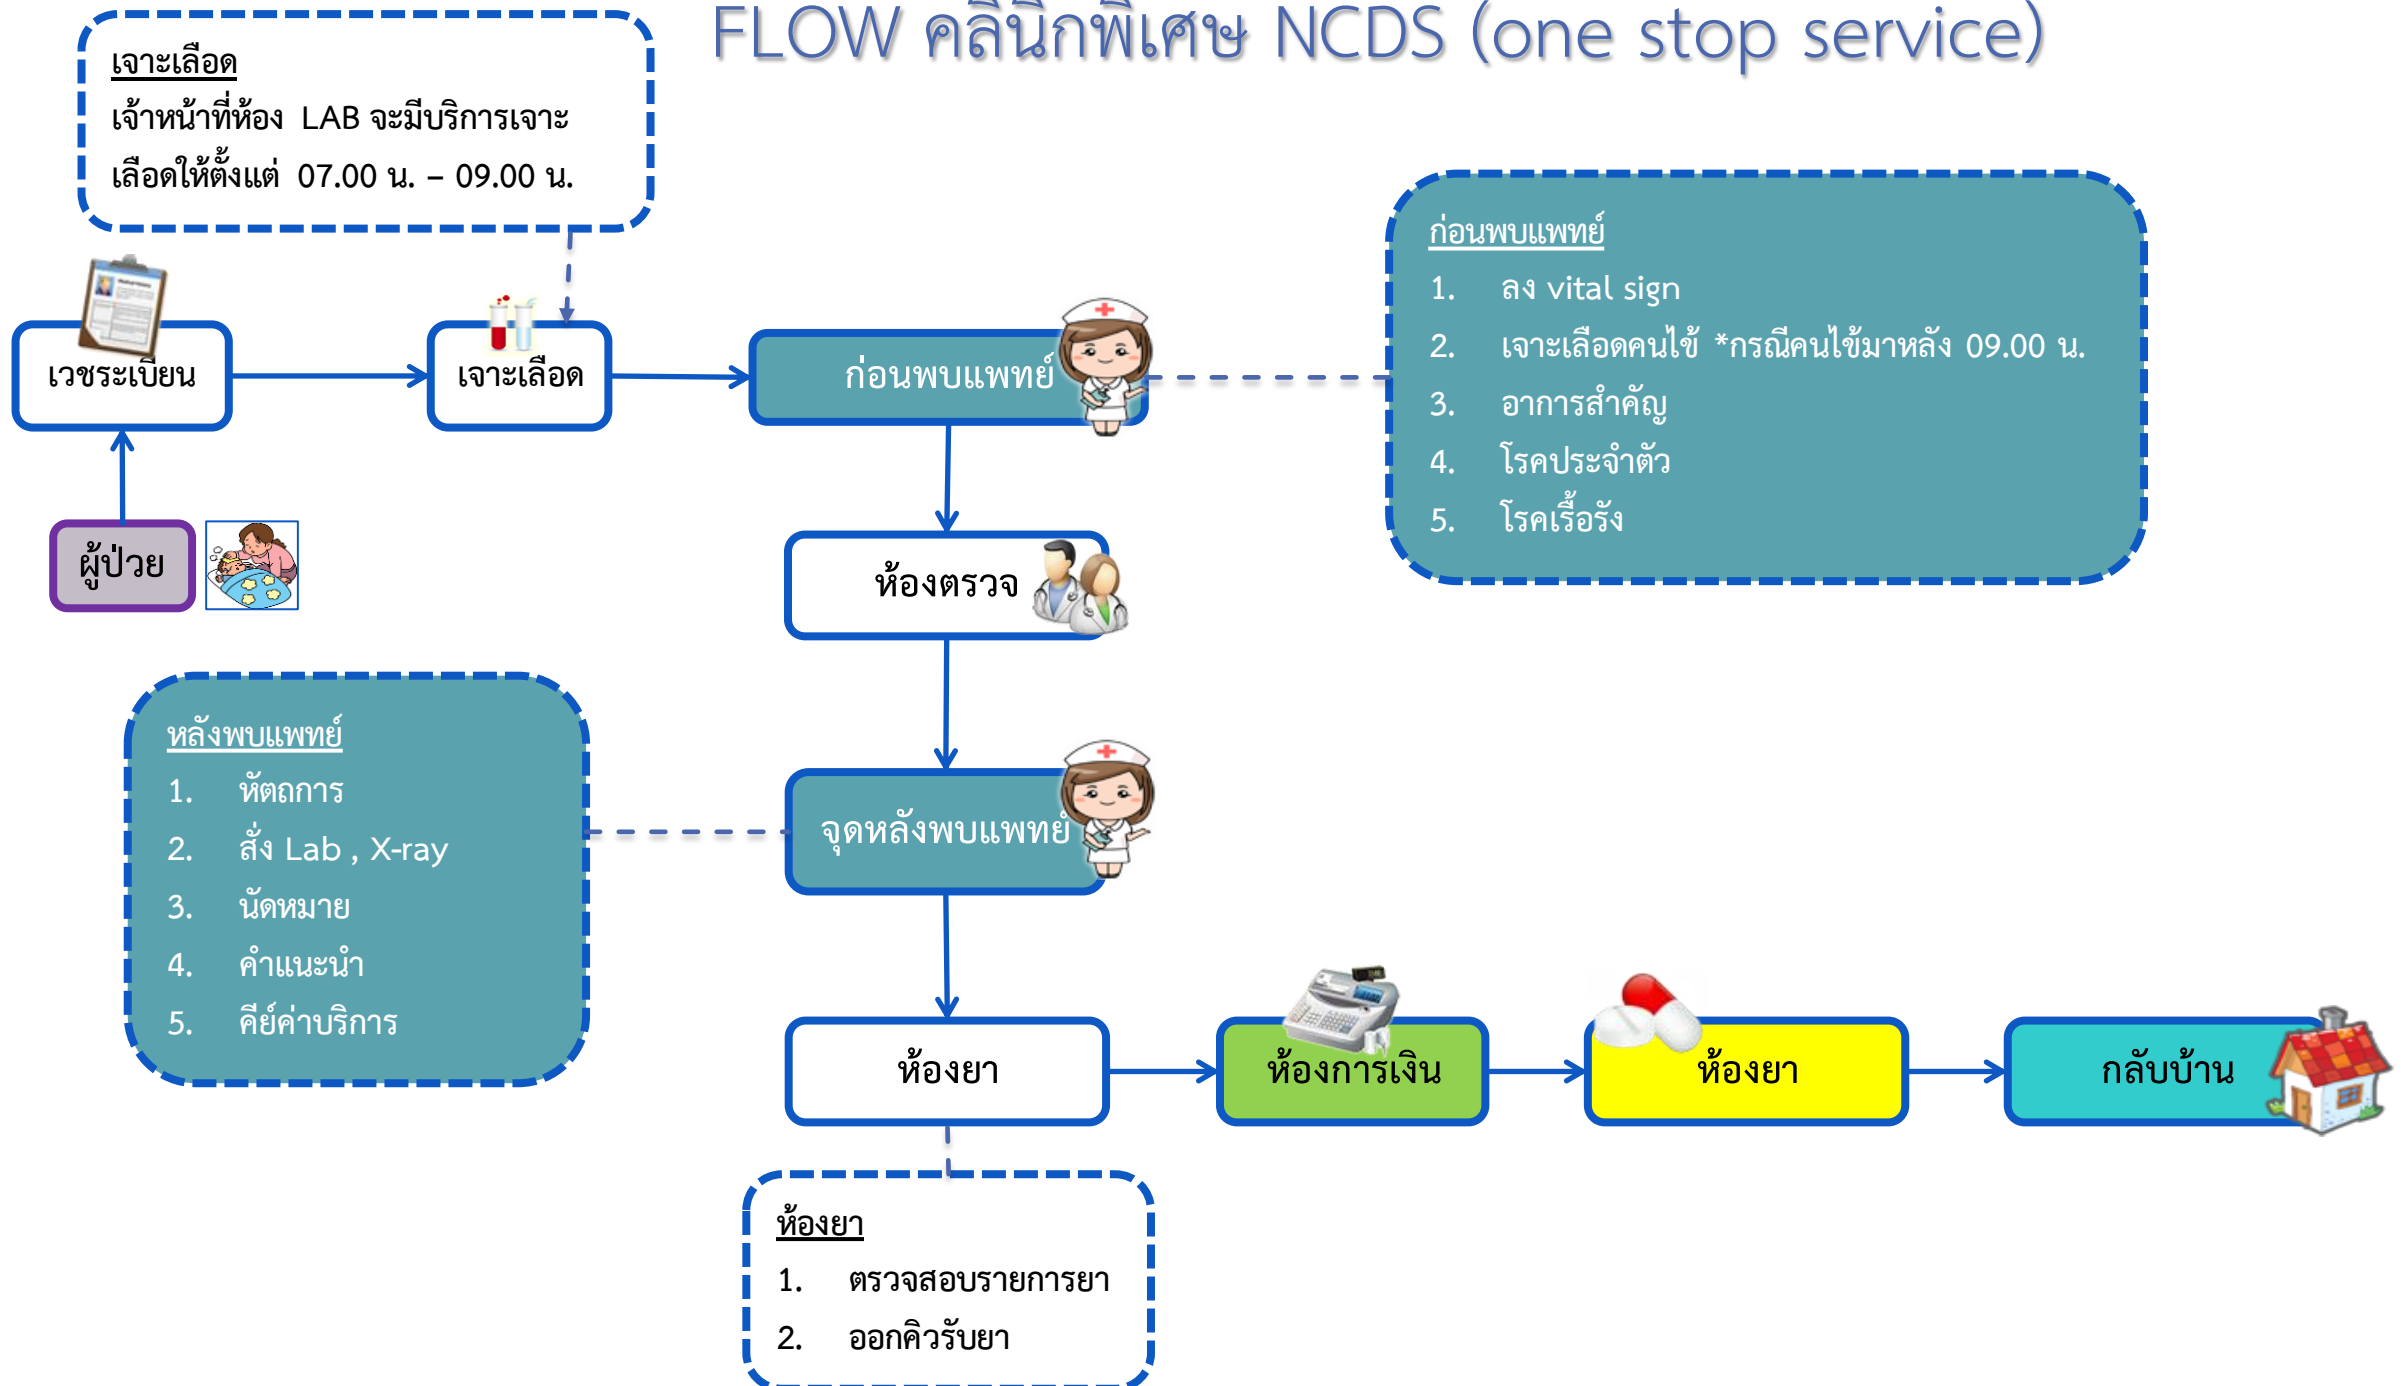 FLOW คลินิกพิเศษ NCDS (one stop service)
เจาะเลือด
เจ้าหน้าที่ห้อง LAB จะมีบริการเจาะ
เลือดให้ตั้งแต่ 07.00 น. – 09.00 น.
ก่อนพบแพทย์
1. ลง vital sign
2. เจาะเลือดคนไข้ *กรณีคนไข้มาหลัง 09.00 น.
3. อาการสำคัญ
4. โรคประจำตัว
5. โรคเรื้อรัง
เวชระเบียน
เจาะเลือด
ก่อนพบแพทย์
ผู้ป่วย
ห้องตรวจ
หลังพบแพทย์
1. หัตถการ
2. สั่ง Lab , X-ray
3. นัดหมาย
4. คำแนะนำ
5. คีย์ค่าบริการ
จุดหลังพบแพทย์
ห้องยา
ห้องการเงิน
ห้องยา
กลับบ้าน
ห้องยา
1. ตรวจสอบรายการยา
2. ออกคิวรับยา